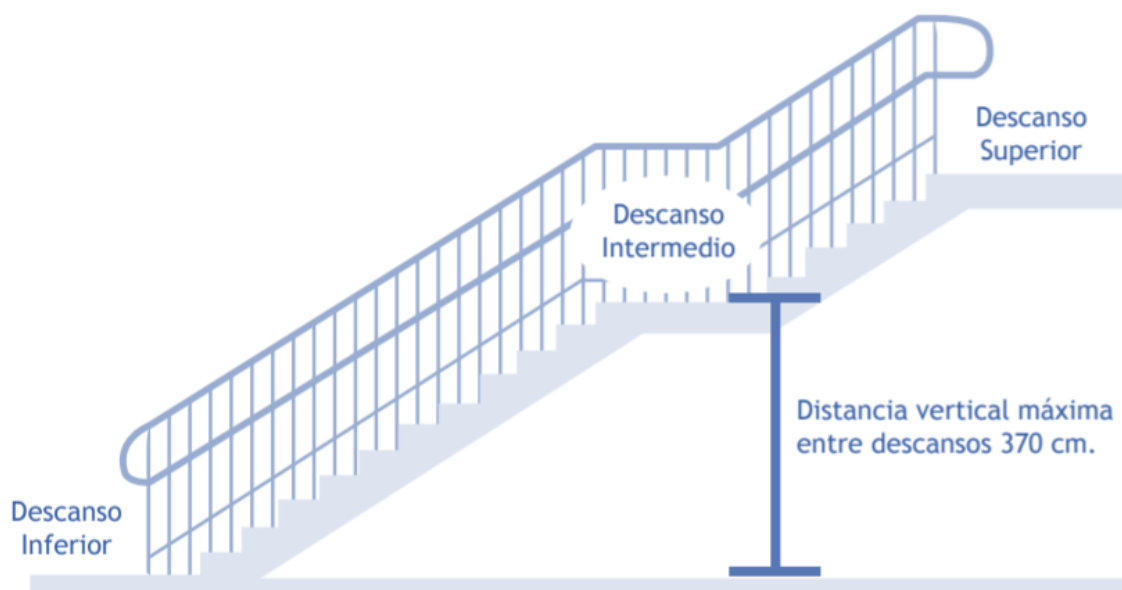 Descanso
Superior
Descanso
Intermedio
Distancia vertical máxima
entre descansos 370 cm.
Descanso
Inferior